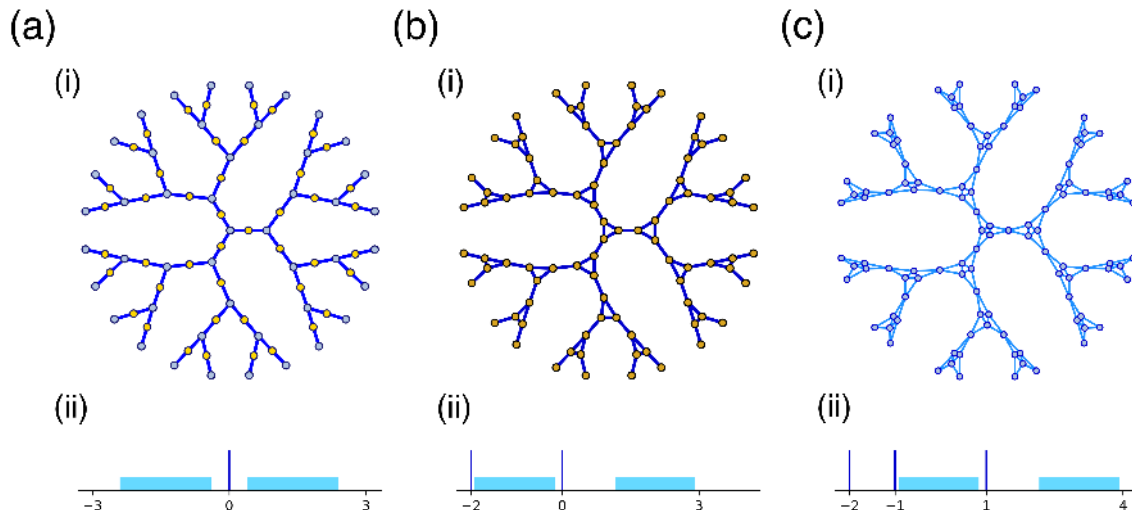 (a) (b) (c)
(i) (i) (i)
(ii) (ii) (ii)
−3 0 3 −2 0 3 −2 −1 1 4